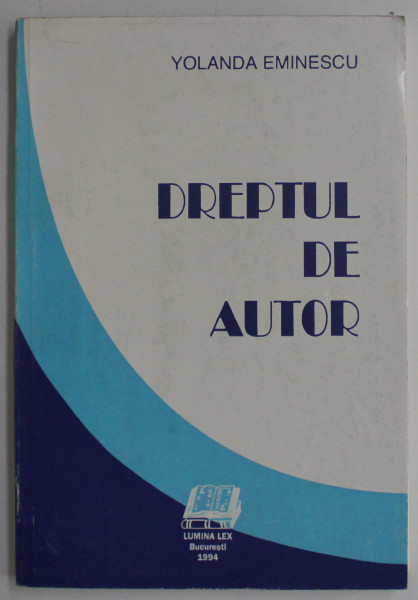 YOLANDA EMINESCU
DREPTUL
DE
AUTOR
LUMINA LEX
Bucureşti
1994